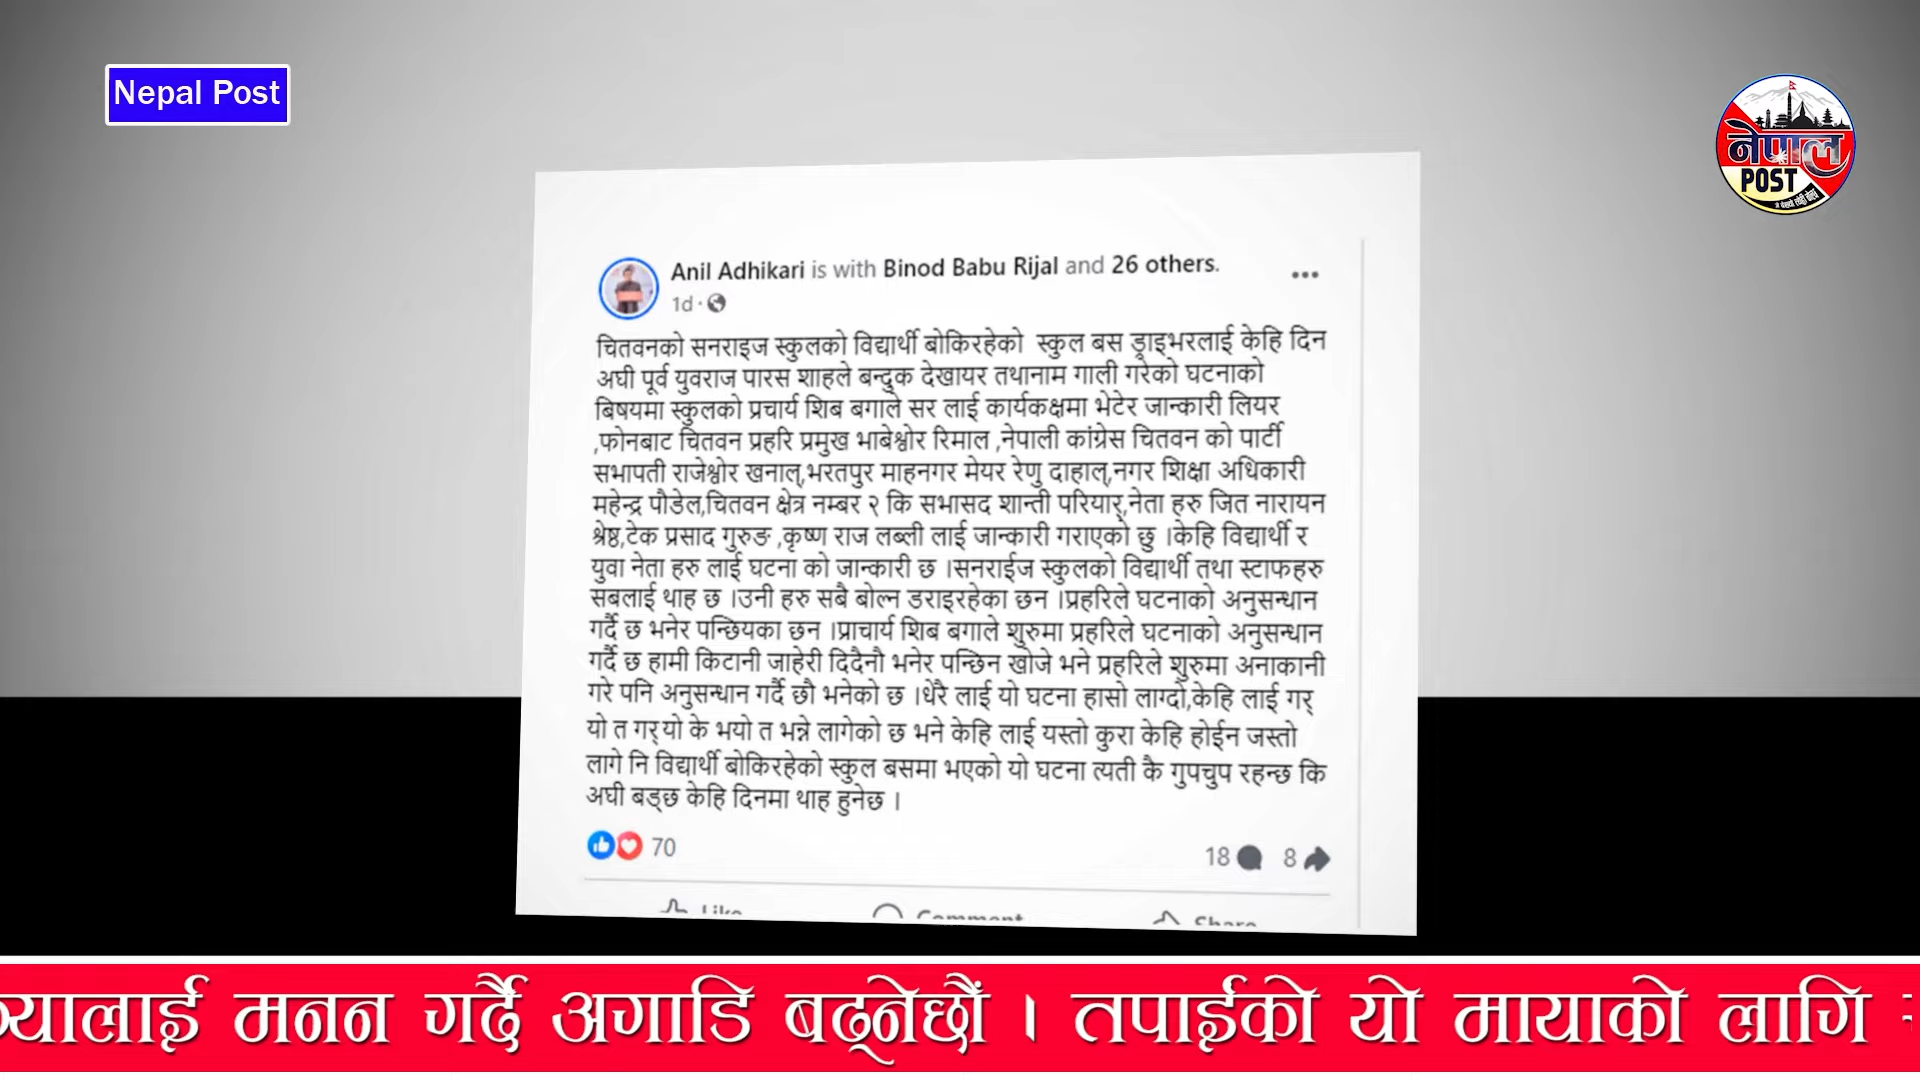 Nepal Post
नेपाल
POST
Anil Adhikari is with Binod Babu Rijal and 26 others.
1d ·
चितवनको सनराइज स्कुलको विद्यार्थी बोकिरहेको स्कुल बस ड्राइभरलाई केहि दिन
अघी पूर्व युवराज पारस शाहले बन्दुक देखायर तथानाम गाली गरेको घटनाको
बिषयमा स्कुलको प्रचार्य शिब बगाले सर लाई कार्यकक्षमा भेटेर जान्कारी लियर
,फोनबाट चितवन प्रहरि प्रमुख भाबेश्वोर रिमाल ,नेपाली कांग्रेस चितवन को पार्टी
सभापती राजेश्वोर खनाल्,भरतपुर माहनगर मेयर रेणु दाहाल्,नगर शिक्षा अधिकारी
महेन्द्र पौडेल,चितवन क्षेत्र नम्बर २ कि सभासद शान्ती परियार्,नेता हरु जित नारायन
श्रेष्ठ,टेक प्रसाद गुरुङ ,कृष्ण राज लब्ली लाई जान्कारी गराएको छु ।केहि विद्यार्थी र
युवा नेता हरु लाई घटना को जान्कारी छ ।सनराईज स्कुलको विद्यार्थी तथा स्टाफहरु
सबलाई थाह छ ।उनी हरु सबै बोल्न डराइरहेका छन ।प्रहरिले घटनाको अनुसन्धान
गर्दै छ भनेर पन्छियका छन ।प्राचार्य शिब बगाले शुरुमा प्रहरिले घटनाको अनुसन्धान
गर्दै छ हामी किटानी जाहेरी दिदैनौ भनेर पन्छिन खोजे भने प्रहरिले शुरुमा अनाकानी
गरे पनि अनुसन्धान गर्दै छौ भनेको छ ।धेरै लाई यो घटना हासो लाग्दो,केहि लाई गर्
यो त गर्‍यो के भयो त भन्ने लागेको छ भने केहि लाई यस्तो कुरा केहि होईन जस्तो
लागे नि विद्यार्थी बोकिरहेको स्कुल बसमा भएको यो घटना त्यती कै गुपचुप रहन्छ कि
अघी बड्छ केहि दिनमा थाह हुनेछ ।
70
18 8
Like Comment Share
यालाई मनन गर्दै अगाडि बढ्नेछौं । तपाईको यो मायाको लागि